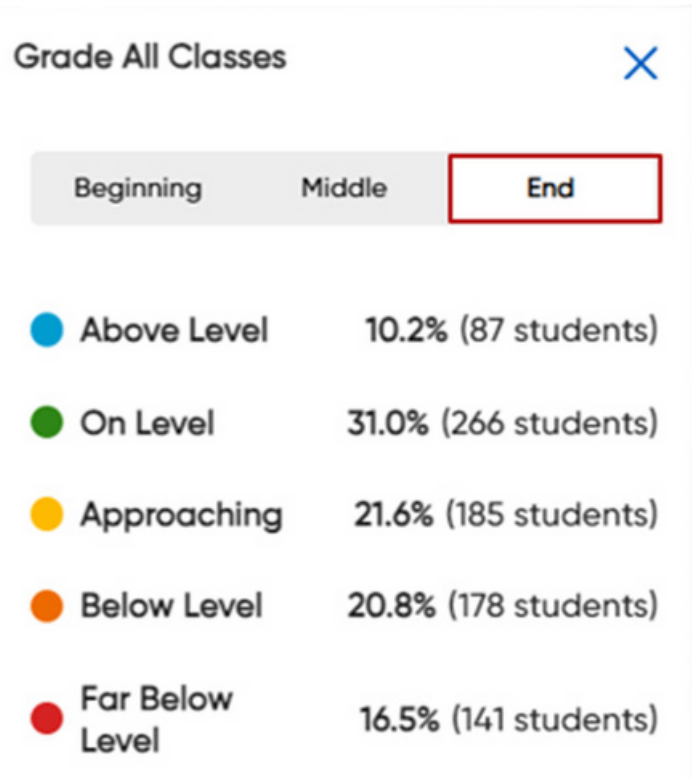 Grade All Classes
Beginning Middle End
Above Level 10.2% (87 students)
On Level 31.0% (266 students)
Approaching 21.6% (185 students)
Below Level 20.8% (178 students)
Far Below
Level 16.5% (141 students)